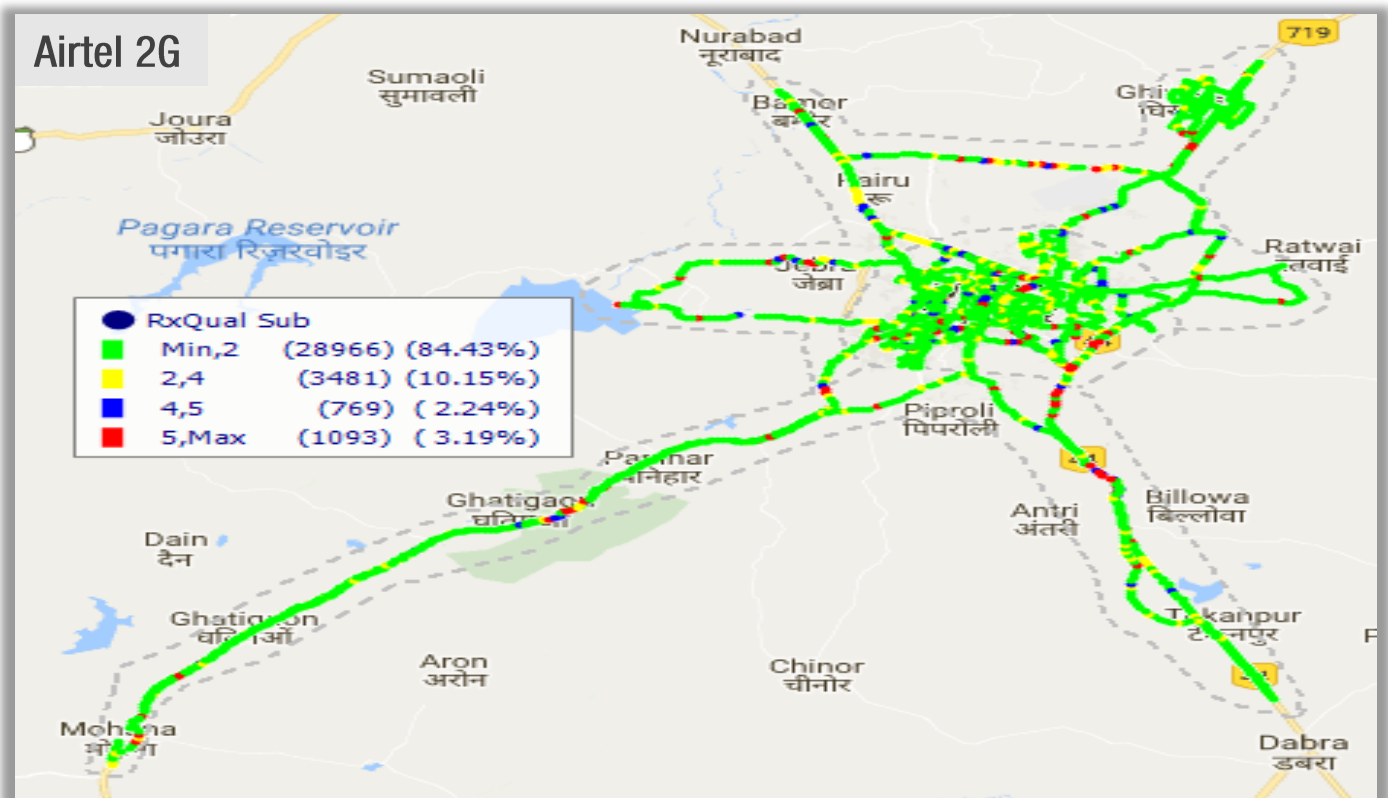 Airtel 2G
719
Nurabad
नूराबाद
Sumaoli
सुमावली
Joura
जोउरा
Pagara Reservoir
पगारा रिज़रवोइर
Ratwai
जेब्रा
RxQual Sub
Min,2 (28966) (84.43%)
2,4 (3481) (10.15%)
4,5 (769) ( 2.24%)
5,Max (1093) ( 3.19%)
Piproli
पिपरोली
Billowa
बिल्लोवा
Antri
अंतरी
Dain
दैन
Aron
अरोन
Chinor
चीनोर
Dabra
डबरा